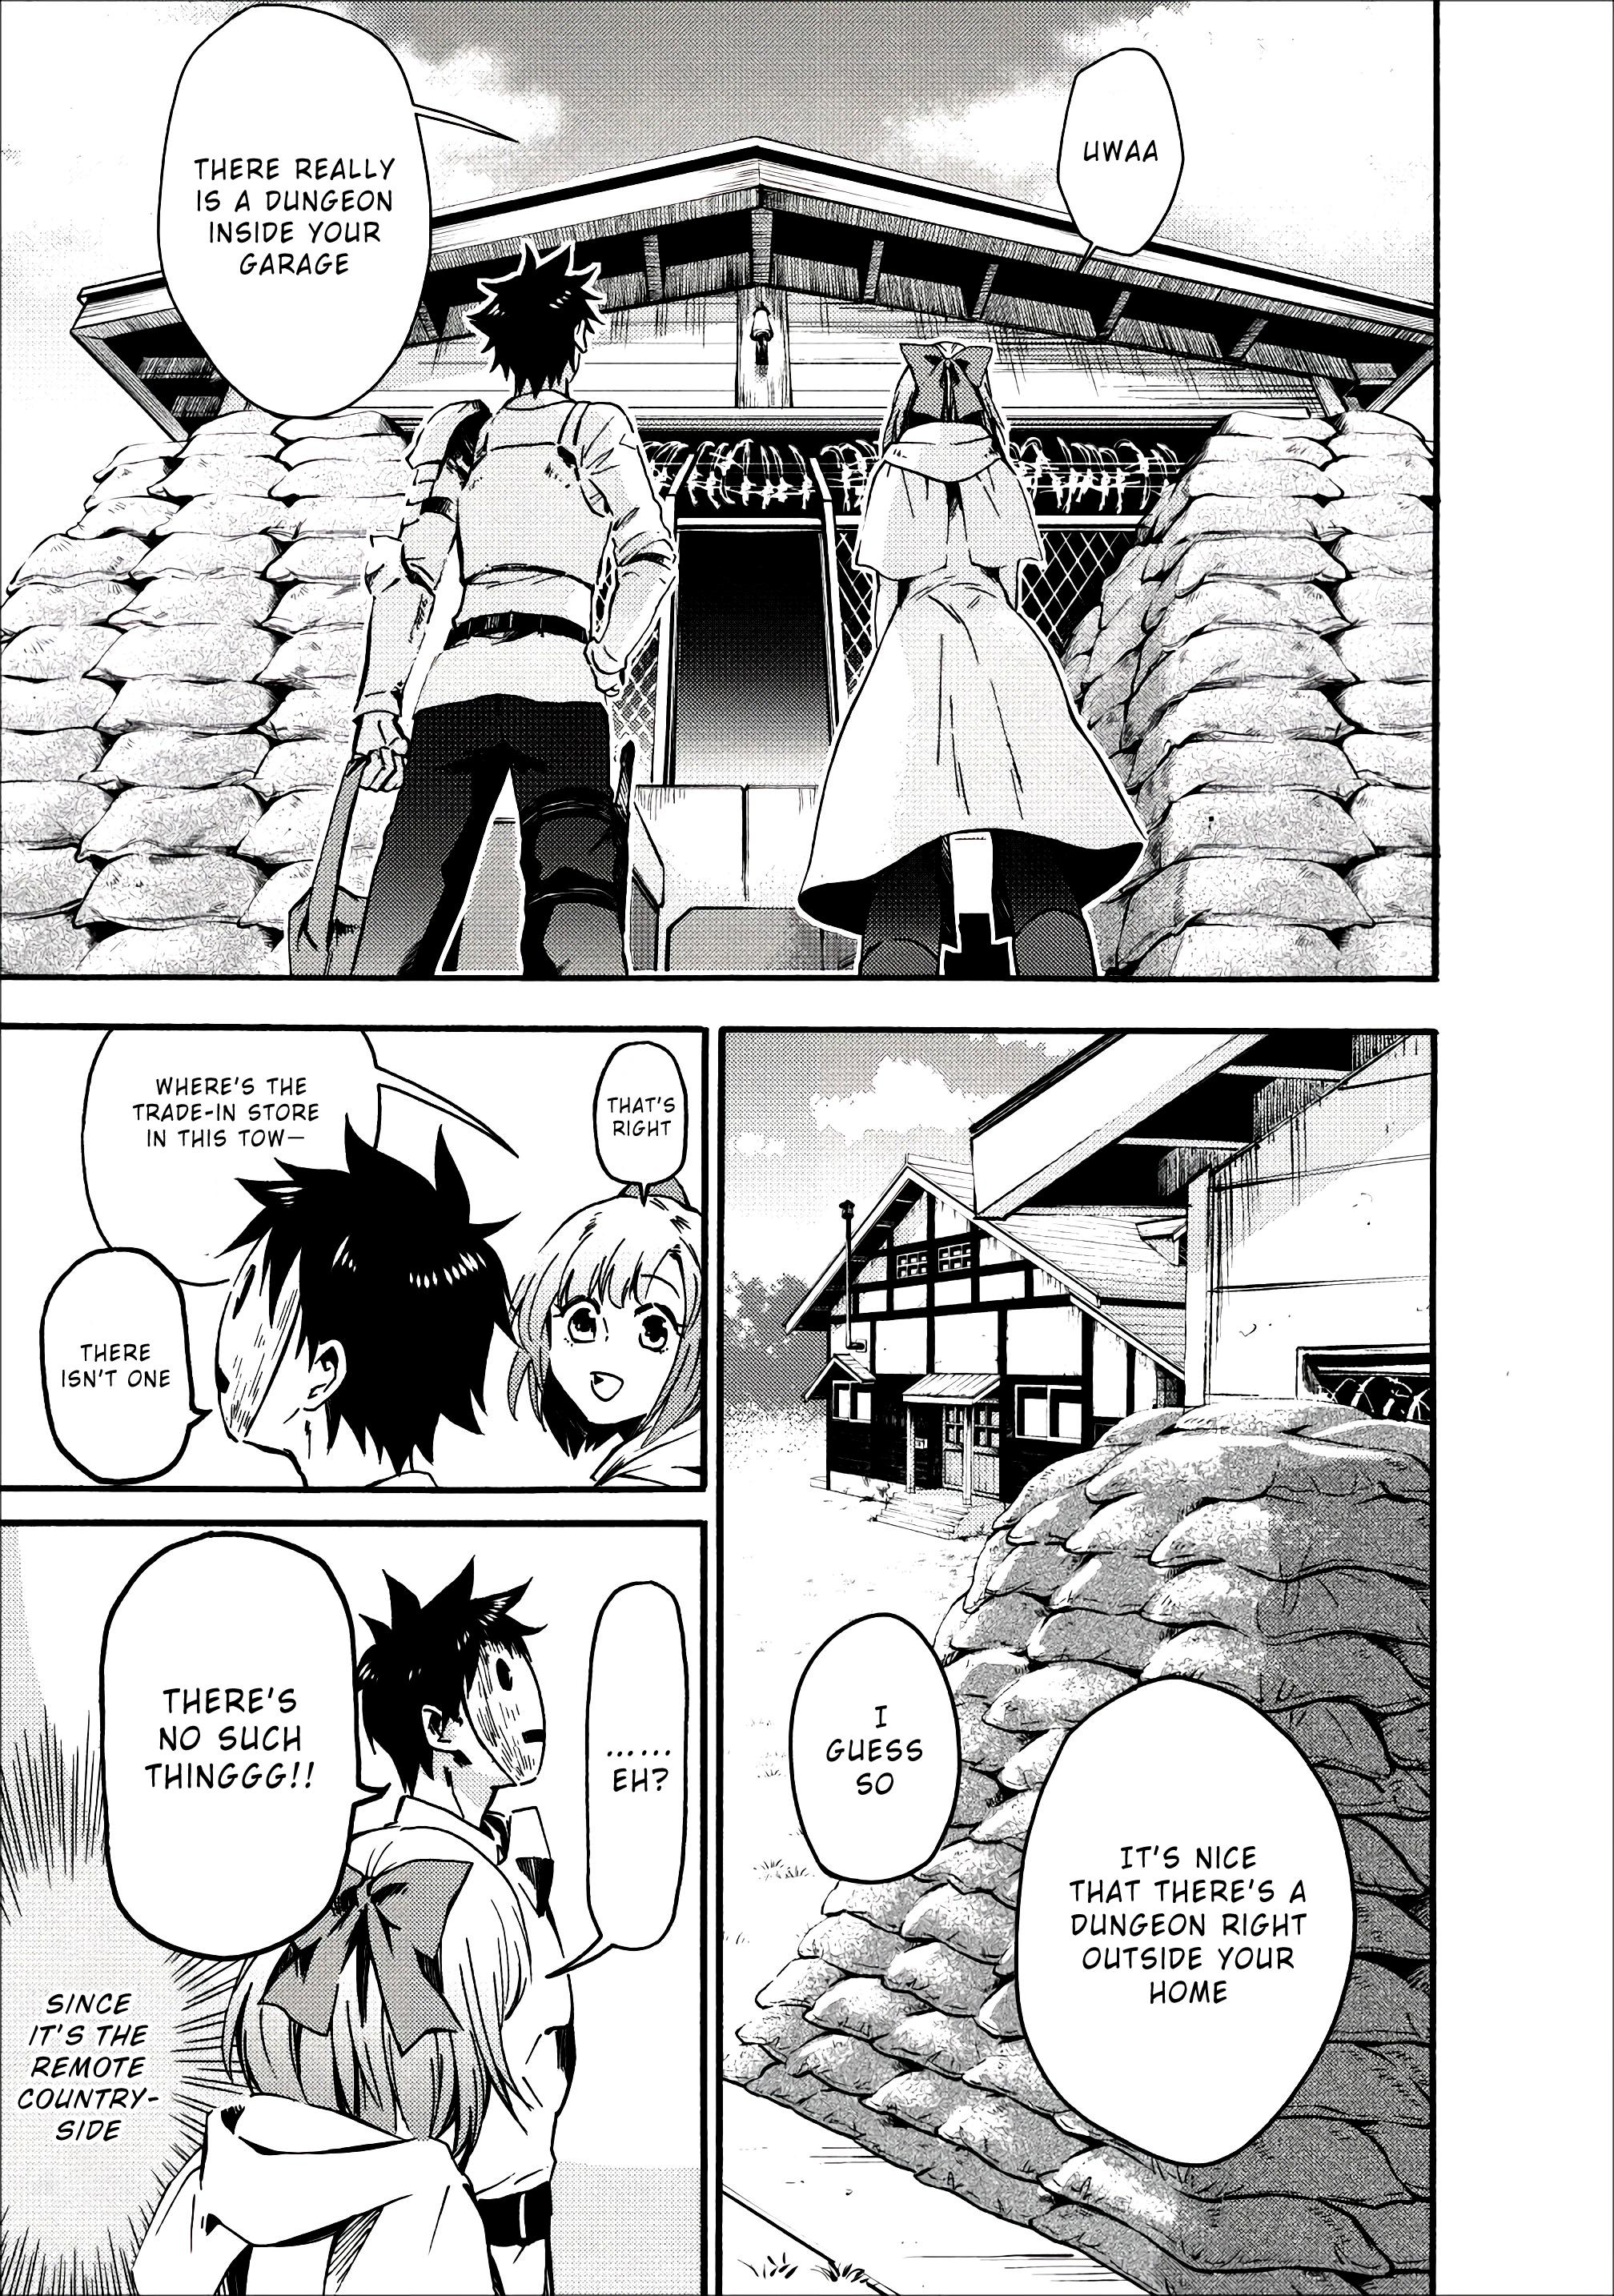 UWAA
THERE REALLY
IS A DUNGEON
INSIDE YOUR
GARAGE
IT'S NICE
THAT THERE'S A
DUNGEON RIGHT
OUTSIDE YOUR
HOME
I
GUESS
SO
THAT'S
RIGHT
WHERE'S THE
TRADE-IN STORE
IN THIS TOW—
THERE
ISN'T ONE
......
EH?
THERE'S
NO SUCH
THINGGG!!
SINCE
IT'S THE
REMOTE
COUNTRY-
SIDE